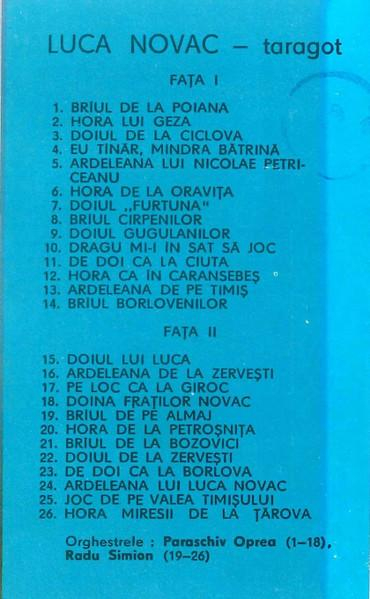 LUCA NOVAC – taragot
FAȚA I
1. BRÎUL DE LA POIANA
2. HORA LUI GEZA
3. DOIUL DE LA CICLOVA
4. EU TÎNĂR, MINDRA BĂTRINĂ
5. ARDELEANA LUI NICOLAE PETRI-
CEANU
6. HORA DE LA ORAVIȚA
7. DOIUL „FURTUNA"
8. BRÎUL CIRPENILOR
9. DOIUL GUGULANILOR
10. DRAGU MI-I ÎN SAT SĂ JOC
11. DE DOI CA LA CIUTA
12. HORA CA ÎN CARANSEBEȘ
13. ARDELEANA DE PE TIMIȘ
14. BRÎUL BORLOVENILOR
FAȚA II
15. DOIUL LUI LUCA
16. ARDELEANA DE LA ZERVEȘTI
17. PE LOC CA LA GIROC
18. DOINA FRAȚILOR NOVAC
19. BRIUL DE PE ALMAJ
20. HORA DE LA PETROȘNIȚA
21. BRIUL DE LA BOZOVICI
22. DOIUL DE LA ZERVEȘTI
23. DE DOI CA LA BORLOVA
24. ARDELEANA LUI LUCA NOVAC
25. JOC DE PE VALEA TIMIȘULUI
26. HORA MIRESII DE LA ȚĂROVA
Orghestrele : Paraschiv Oprea (1–18),
Radu Simion (19–26)